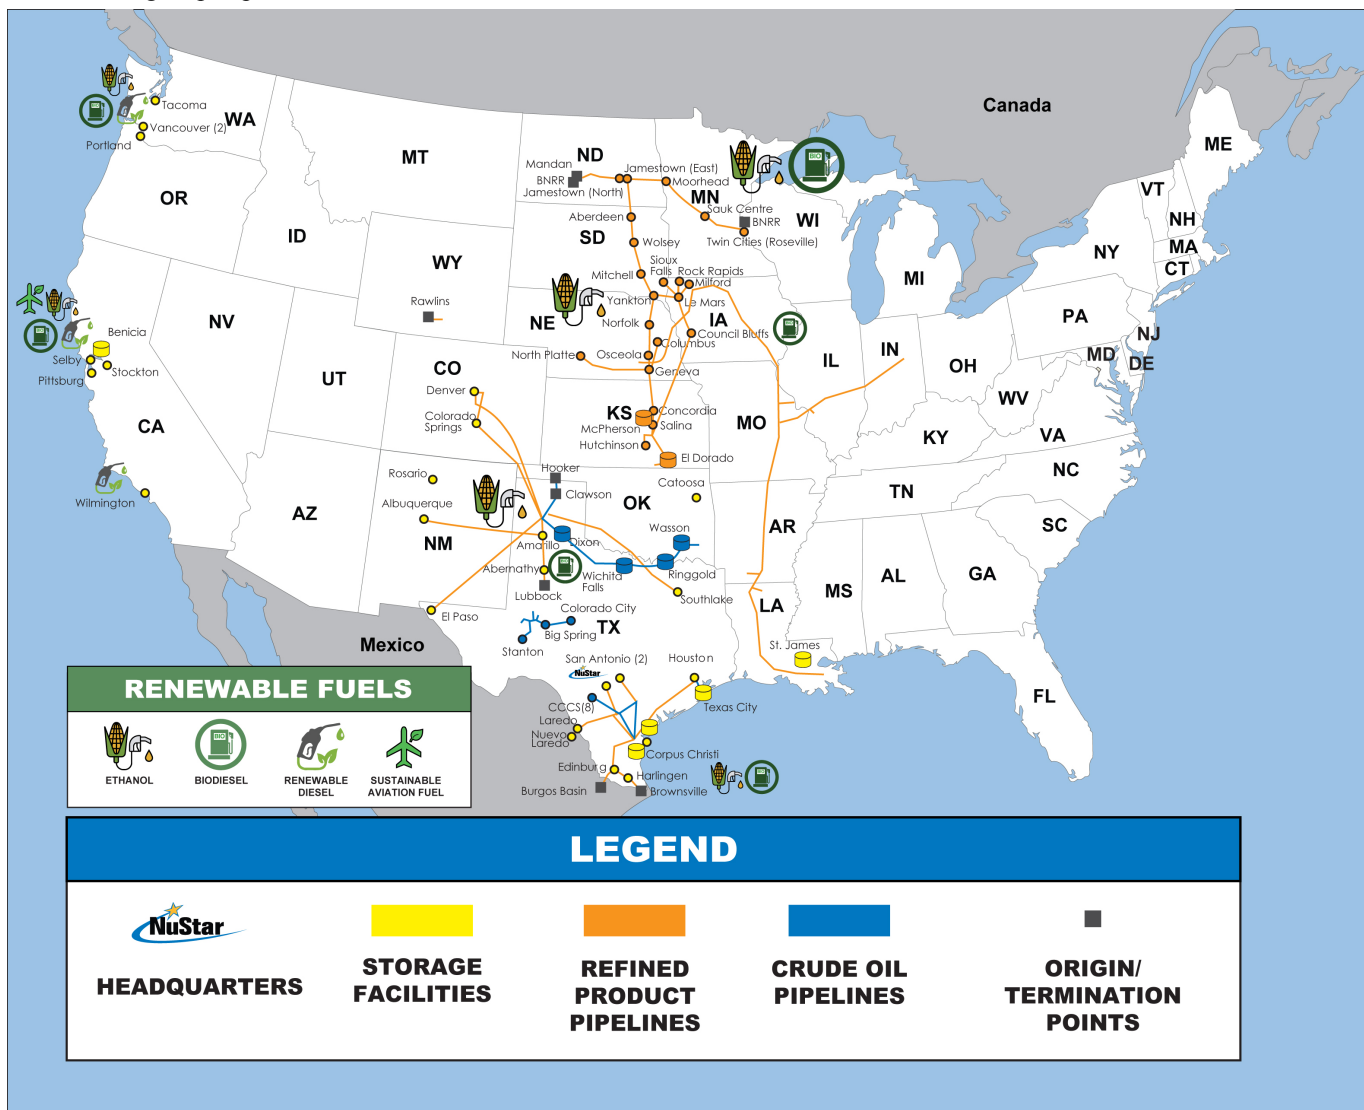 Canada
WA
Tacoma
Vancouver (2)
Portland
MT
ND
Mandan
BNRR
Jamestown (East)
Jamestown (North)
Moorhead
MN
Sauk Centre
BNRR
Twin Cities (Roseville)
BIO
WI
ME
VT
NH
MA
CT
NY
MI
OR
ID
WY
Rawlins
SD
Aberdeen
Wolsey
Mitchell
Sioux
Falls
Rock Rapids
Milford
Yankton
Le Mars
NE
Norfolk
IA
Council Bluffs
Columbus
North Platte
Osceola
Geneva
PA
NJ
MD
DE
OH
IN
IL
WV
VA
KY
NC
TN
SC
NV
UT
CO
Denver
Colorado
Springs
KS
Concordia
Salina
McPherson
Hutchinson
El Dorado
MO
Benicia
Selby
Pittsburg
Stockton
CA
Wilmington
AZ
NM
Rosario
Albuquerque
Hooker
Clawson
OK
Catoosa
Wasson
Amarillo
Dixon
Abernathy
Wichita
Falls
Ringgold
Lubbock
Southlake
El Paso
AR
MS
AL
GA
LA
St. James
FL
Mexico
Colorado City
Big Spring
Stanton
TX
San Antonio (2)
NuStar
Houston
Texas City
CCCS(8)
Laredo
Nuevo
Laredo
Corpus Christi
Edinburg
Harlingen
Burgos Basin
Brownsville
RENEWABLE FUELS
ETHANOL
BIODIESEL
RENEWABLE
DIESEL
SUSTAINABLE
AVIATION FUEL
LEGEND
NuStar
HEADQUARTERS
STORAGE
FACILITIES
REFINED
PRODUCT
PIPELINES
CRUDE OIL
PIPELINES
ORIGIN/
TERMINATION
POINTS